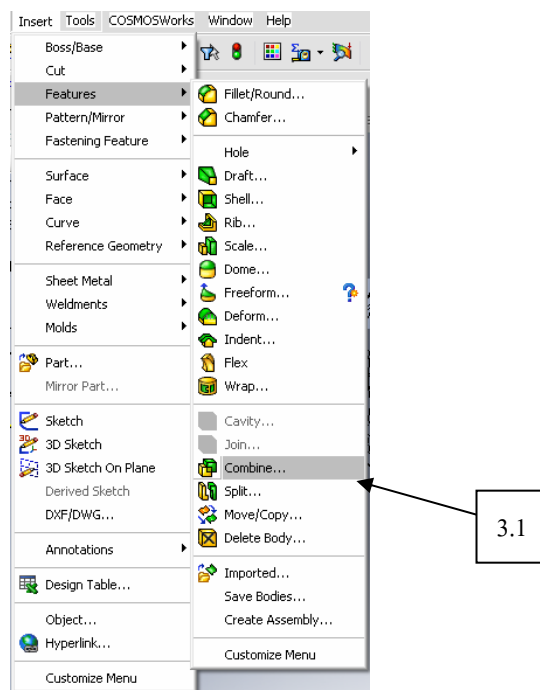 Insert Tools COSMOSWorks Window Help
Boss/Base
Cut
Features
Pattern/Mirror
Fastening Feature
Surface
Face
Curve
Reference Geometry
Sheet Metal
Weldments
Molds
Part...
Mirror Part...
Sketch
3D Sketch
3D Sketch On Plane
Derived Sketch
DXF/DWG...
Annotations
Design Table...
Object...
Hyperlink...
Customize Menu
Fillet/Round...
Chamfer...
Hole
Draft...
Shell...
Rib...
Scale...
Dome...
Freeform...
Deform...
Indent...
Flex
Wrap...
Cavity...
Join...
Combine...
Split...
Move/Copy...
Delete Body...
Imported...
Save Bodies...
Create Assembly...
Customize Menu
3.1